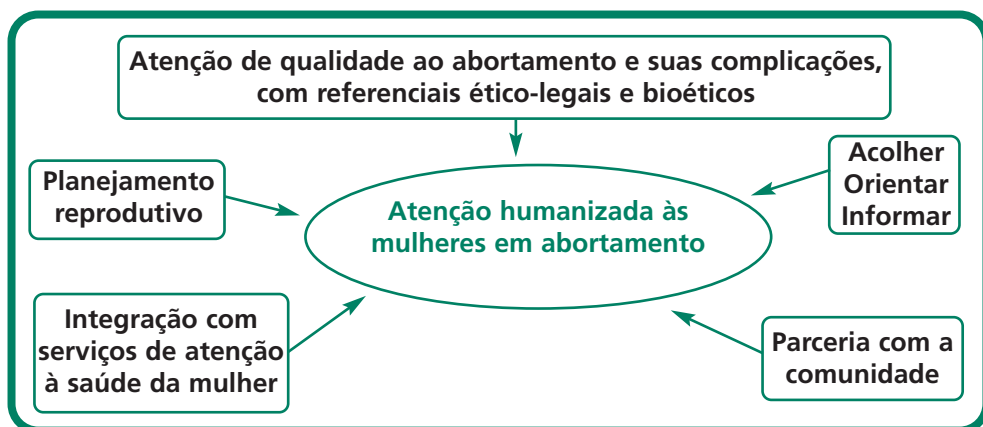 Atenção de qualidade ao abortamento e suas complicações,
com referenciais ético-legais e bioéticos
Planejamento
reprodutivo
Acolher
Orientar
Informar
Atenção humanizada às
mulheres em abortamento
Integração com
serviços de atenção
à saúde da mulher
Parceria com a
comunidade